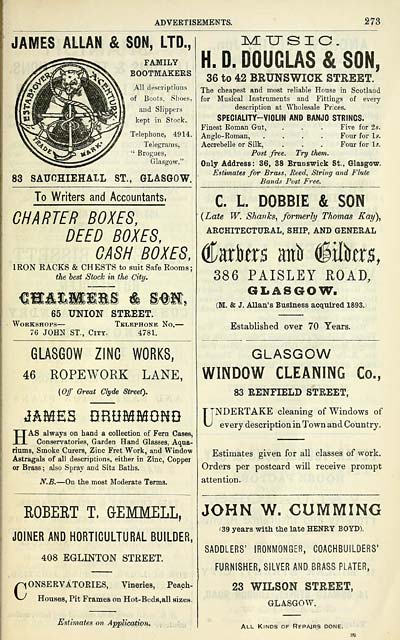 ADVERTISEMENTS. 273
JAMES ALLAN & SON, LTD.,
ESTABD OVER A CENTURY
TRADE MARK.
FAMILY
BOOTMAKERS
All descriptions
of Boots, Shoes,
and Slippers
kept in Stock.
Telephone, 4914.
Telegrams,
"Brogues,
Glasgow."
83 SAUCHIEHALL ST., GLASGOW.
To Writers and Accountants.
CHARTER BOXES,
DEED BOXES,
CASH BOXES,
IRON RACKS & CHESTS to suit Safe Rooms;
the best Stock in the City.
CHALMERS & SON,
65 UNION STREET.
WORKSHOPS— TELEPHONE NO.—
76 JOHN ST., CITY. 4781.
GLASGOW ZINC WORKS,
46 ROPEWORK LANE,
(Off Great Clyde Street).
JAMES DRUMMOND
HAS always on hand a collection of Fern Cases,
Conservatories, Garden Hand Glasses, Aqua-
riums, Smoke Curers, Zinc Fret Work, and Window
Astragals of all descriptions, either in Zinc, Copper
or Brass; also Spray and Sitz Baths.
N.B.—On the most Moderate Terms.
ROBERT T. GEMMELL,
JOINER AND HORTICULTURAL BUILDER,
408 EGLINTON STREET.
CONSERVATORIES, Vineries, Peach-
Houses, Pit Frames on Hot-Beds, all sizes.
Estimates on Application.
MUSIC.
H. D. DOUGLAS & SON,
36 to 42 BRUNSWICK STREET.
The cheapest and most reliable House in Scotland
for Musical Instruments and Fittings of every
description at Wholesale Prices.
SPECIALITY—VIOLIN AND BANJO STRINGS.
Finest Roman Gut, . . . Five for 2s.
Anglo-Roman, . . . Four for 1s.
Accrebelle or Silk, . . . Four for 1s.
Post free. Try them.
Only Address: 36, 38 Brunswick St., Glasgow.
Estimates for Brass, Reed, String and Flute
Bands Post Free.
C. L. DOBBIE & SON
(Late W. Shanks, formerly Thomas Kay),
ARCHITECTURAL, SHIP, AND GENERAL
Carvers and Gilders,
386 PAISLEY ROAD,
GLASGOW.
(M. & J. Allan's Business acquired 1893.)
Established over 70 Years.
GLASGOW
WINDOW CLEANING Co.,
83 RENFIELD STREET,
UNDERTAKE cleaning of Windows of
every description in Town and Country.
Estimates given for all classes of work.
Orders per postcard will receive prompt
attention.
JOHN W. CUMMING
(39 years with the late HENRY BOYD),
SADDLERS' IRONMONGER, COACHBUILDERS'
FURNISHER, SILVER AND BRASS PLATER,
23 WILSON STREET,
GLASGOW.
ALL KINDS OF REPAIRS DONE.